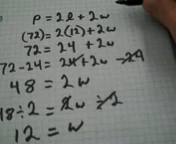 P = 2l + 2w
(72) = 2(12) + 2w
72 = 24 + 2w
72 - 24 = 24 + 2w - 24
48 = 2w
48 ÷ 2 = 2w ÷ 2
12 = w